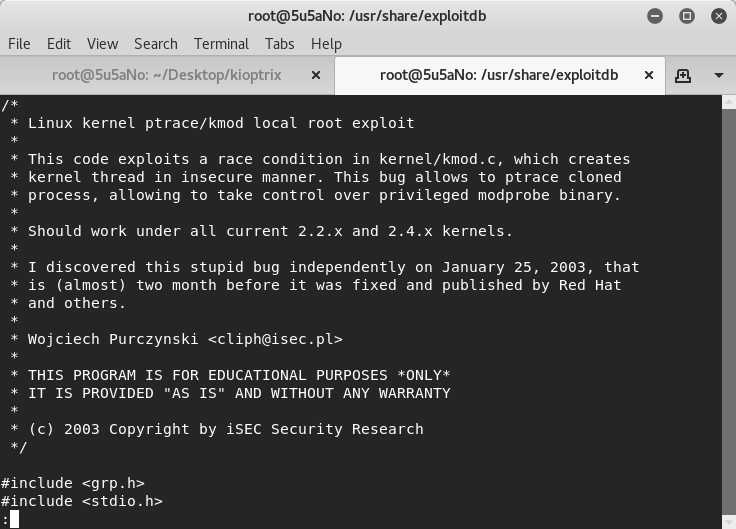 root@5u5aNo: /usr/share/exploitdb
File Edit View Search Terminal Tabs Help
root@5u5aNo: ~/Desktop/kioptrix × root@5u5aNo: /usr/share/exploitdb ×
/*
* Linux kernel ptrace/kmod local root exploit
*
* This code exploits a race condition in kernel/kmod.c, which creates
* kernel thread in insecure manner. This bug allows to ptrace cloned
* process, allowing to take control over privileged modprobe binary.
*
* Should work under all current 2.2.x and 2.4.x kernels.
*
* I discovered this stupid bug independently on January 25, 2003, that
* is (almost) two month before it was fixed and published by Red Hat
* and others.
*
* Wojciech Purczynski <cliph@isec.pl>
*
* THIS PROGRAM IS FOR EDUCATIONAL PURPOSES *ONLY*
* IT IS PROVIDED "AS IS" AND WITHOUT ANY WARRANTY
*
* (c) 2003 Copyright by iSEC Security Research
*/
#include <grp.h>
#include <stdio.h>
: